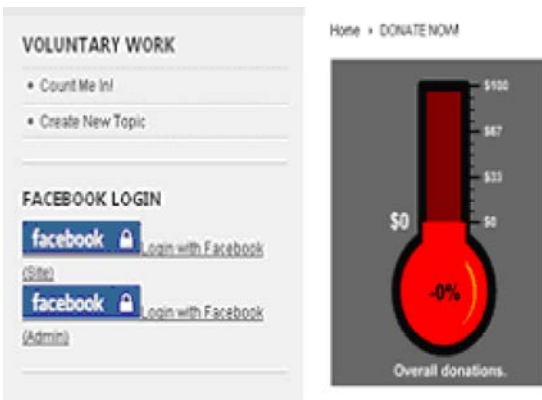 VOLUNTARY WORK
• Count Me In!
• Create New Topic
FACEBOOK LOGIN
facebook Login with Facebook
(Site)
facebook Login with Facebook
(Admin)
Home › DONATE NOW!
$100
$67
$33
$0 $0
-0%
Overall donations.